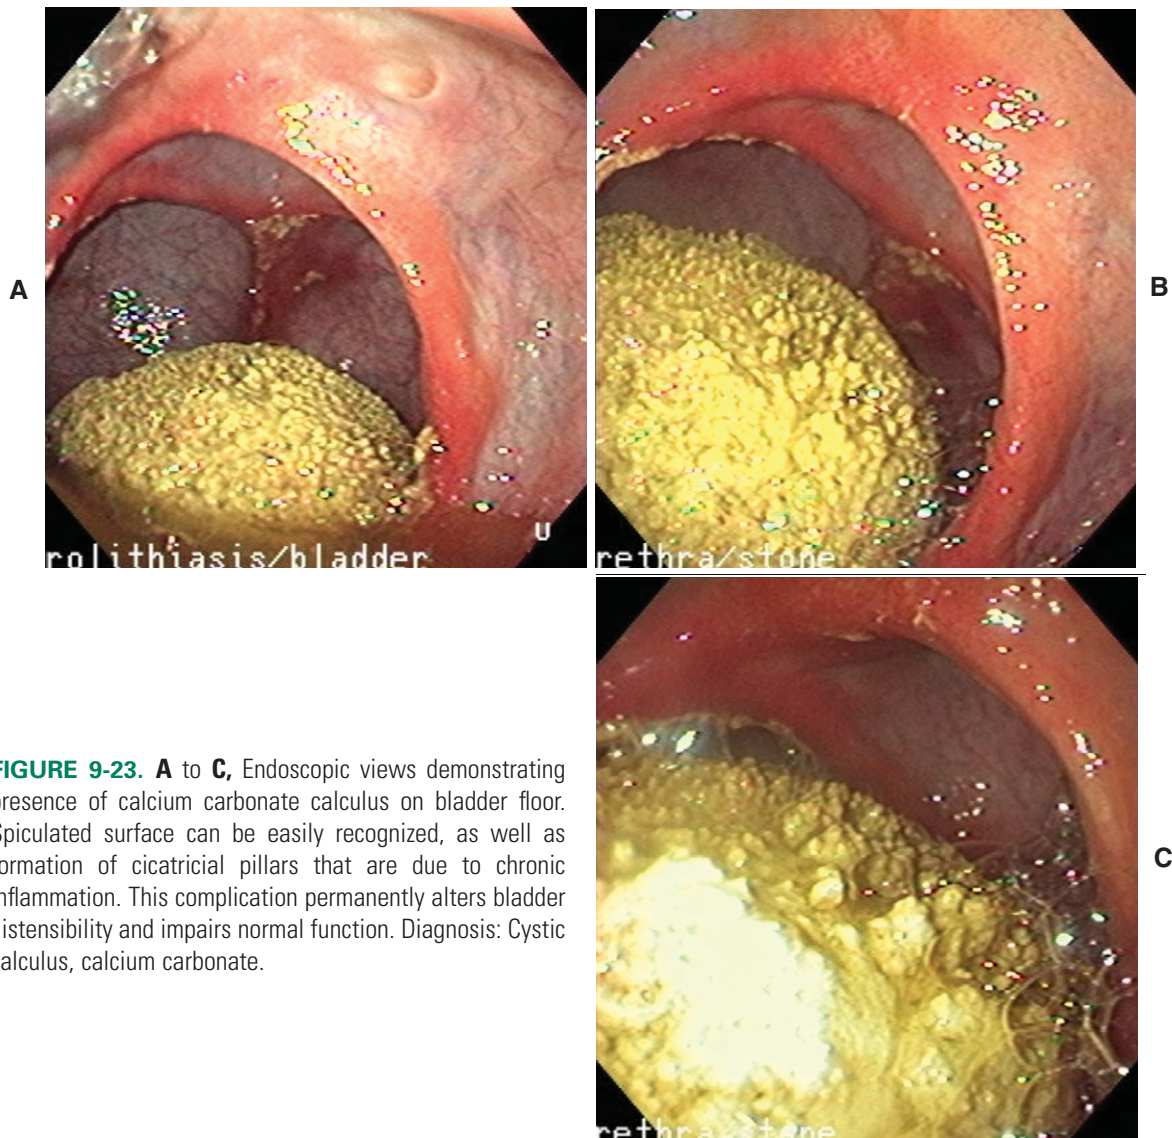 A
B
U
rolithiasis/bladder
rethra/stone
FIGURE 9-23. A to C, Endoscopic views demonstrating
presence of calcium carbonate calculus on bladder floor.
Spiculated surface can be easily recognized, as well as
formation of cicatricial pillars that are due to chronic
inflammation. This complication permanently alters bladder
distensibility and impairs normal function. Diagnosis: Cystic
calculus, calcium carbonate.
C
rethra/stone